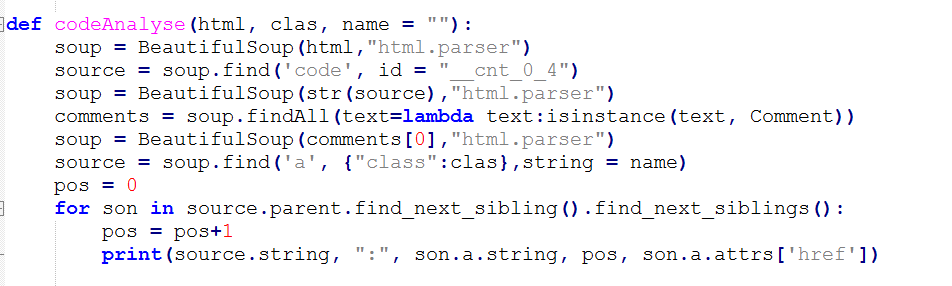 def codeAnalyse(html, clas, name = ""):
    soup = BeautifulSoup(html,"html.parser")
    source = soup.find('code', id = "__cnt_0_4")
    soup = BeautifulSoup(str(source),"html.parser")
    comments = soup.findAll(text=lambda text:isinstance(text, Comment))
    soup = BeautifulSoup(comments[0],"html.parser")
    source = soup.find('a', {"class":clas},string = name)
    pos = 0
    for son in source.parent.find_next_sibling().find_next_siblings():
        pos = pos+1
        print(source.string, ":", son.a.string, pos, son.a.attrs['href'])